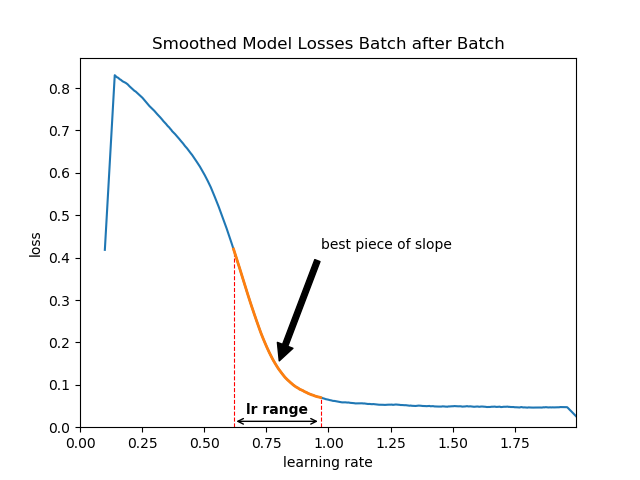 Smoothed Model Losses Batch after Batch
0.8
0.7
0.6
0.5
best piece of slope
0.4
loss
0.3
0.2
0.1
lr range
0.0
0.00 0.25 0.50 0.75 1.00 1.25 1.50 1.75
learning rate